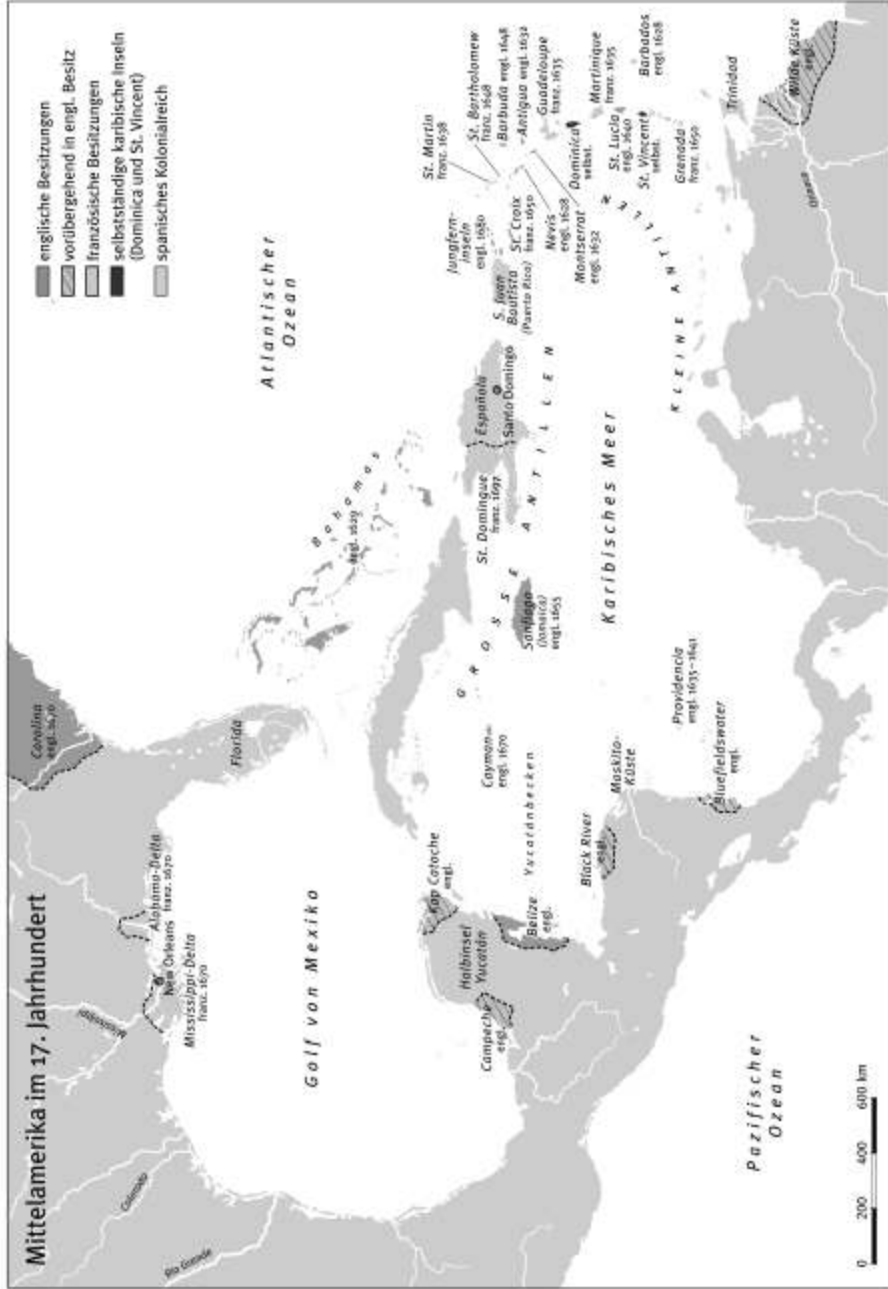 Mittelamerika im 17. Jahrhundert
englische Besitzungen
vorübergehend in engl. Besitz
französische Besitzungen
selbstständige karibische Inseln
(Dominica und St. Vincent)
spanisches Kolonialreich
Atlantischer
Ozean
Carolina
engl. 1670
Florida
Alabama-Delta
franz. 1670
New Orleans
Mississippi-Delta
franz. 1670
Mississippi
Colorado
Rio Grande
Golf von Mexiko
Bahamas
engl. 1629
GROSSE ANTILLEN
Española
Santo Domingo
St. Domingue
franz. 1697
Santiago
(Jamaica)
engl. 1655
Cayman
engl. 1670
S. Juan
Bautista
(Puerto Rico)
Jungfern-
inseln
engl. 1680
St. Martin
franz. 1638
St. Bartholomew
franz. 1648
Barbuda engl. 1648
Antigua engl. 1632
Guadeloupe
franz. 1635
St. Croix
franz. 1650
Nevis
engl. 1628
Montserrat
engl. 1632
Dominica
selbst.
Martinique
franz. 1635
St. Lucia
engl. 1640
Barbados
engl. 1628
St. Vincent
selbst.
Grenada
franz. 1650
KLEINE ANTILLEN
Trinidad
Wilde Küste
engl.
Orinoco
Karibisches Meer
Kap Catoche
engl.
Yucatánbecken
Halbinsel
Yucatán
Belize
engl.
Campeche
engl.
Black River
engl.
Moskito-
Küste
Providencia
engl. 1635–1641
Bluefieldswater
engl.
Pazifischer
Ozean
0 200 400 600 km